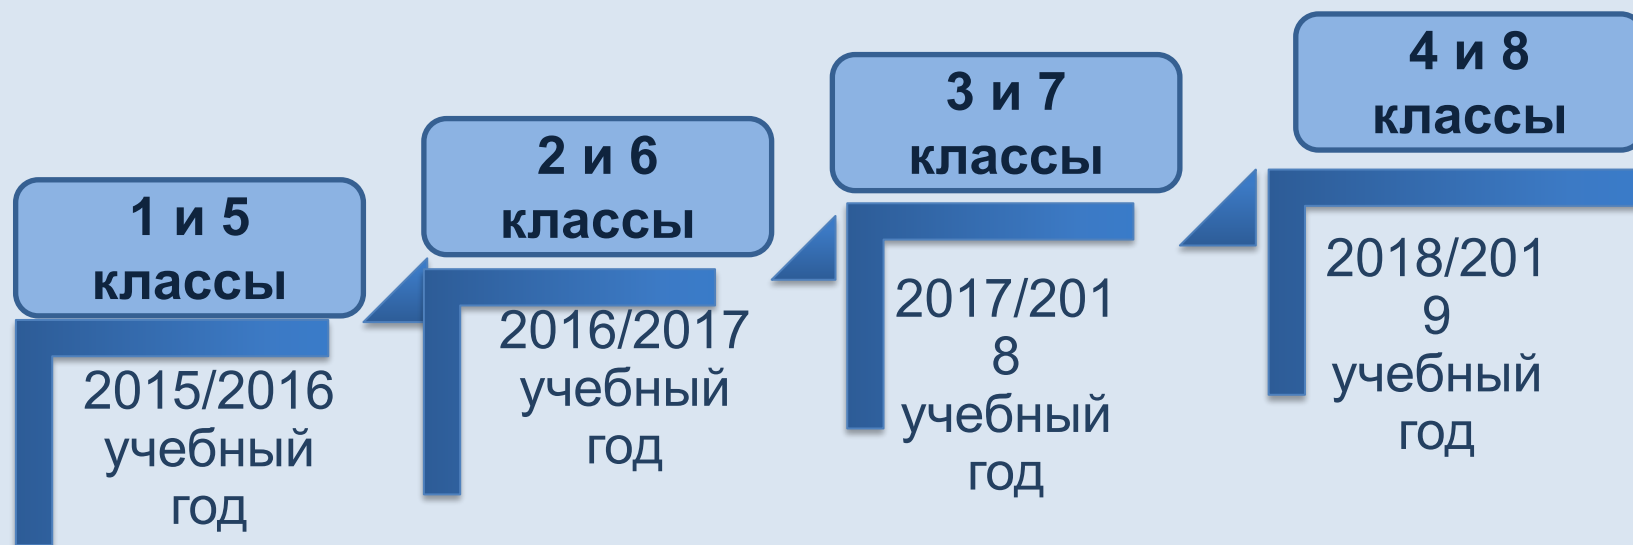 1 и 5
классы
2015/2016
учебный
год
2 и 6
классы
2016/2017
учебный
год
3 и 7
классы
2017/201
8
учебный
год
4 и 8
классы
2018/201
9
учебный
год